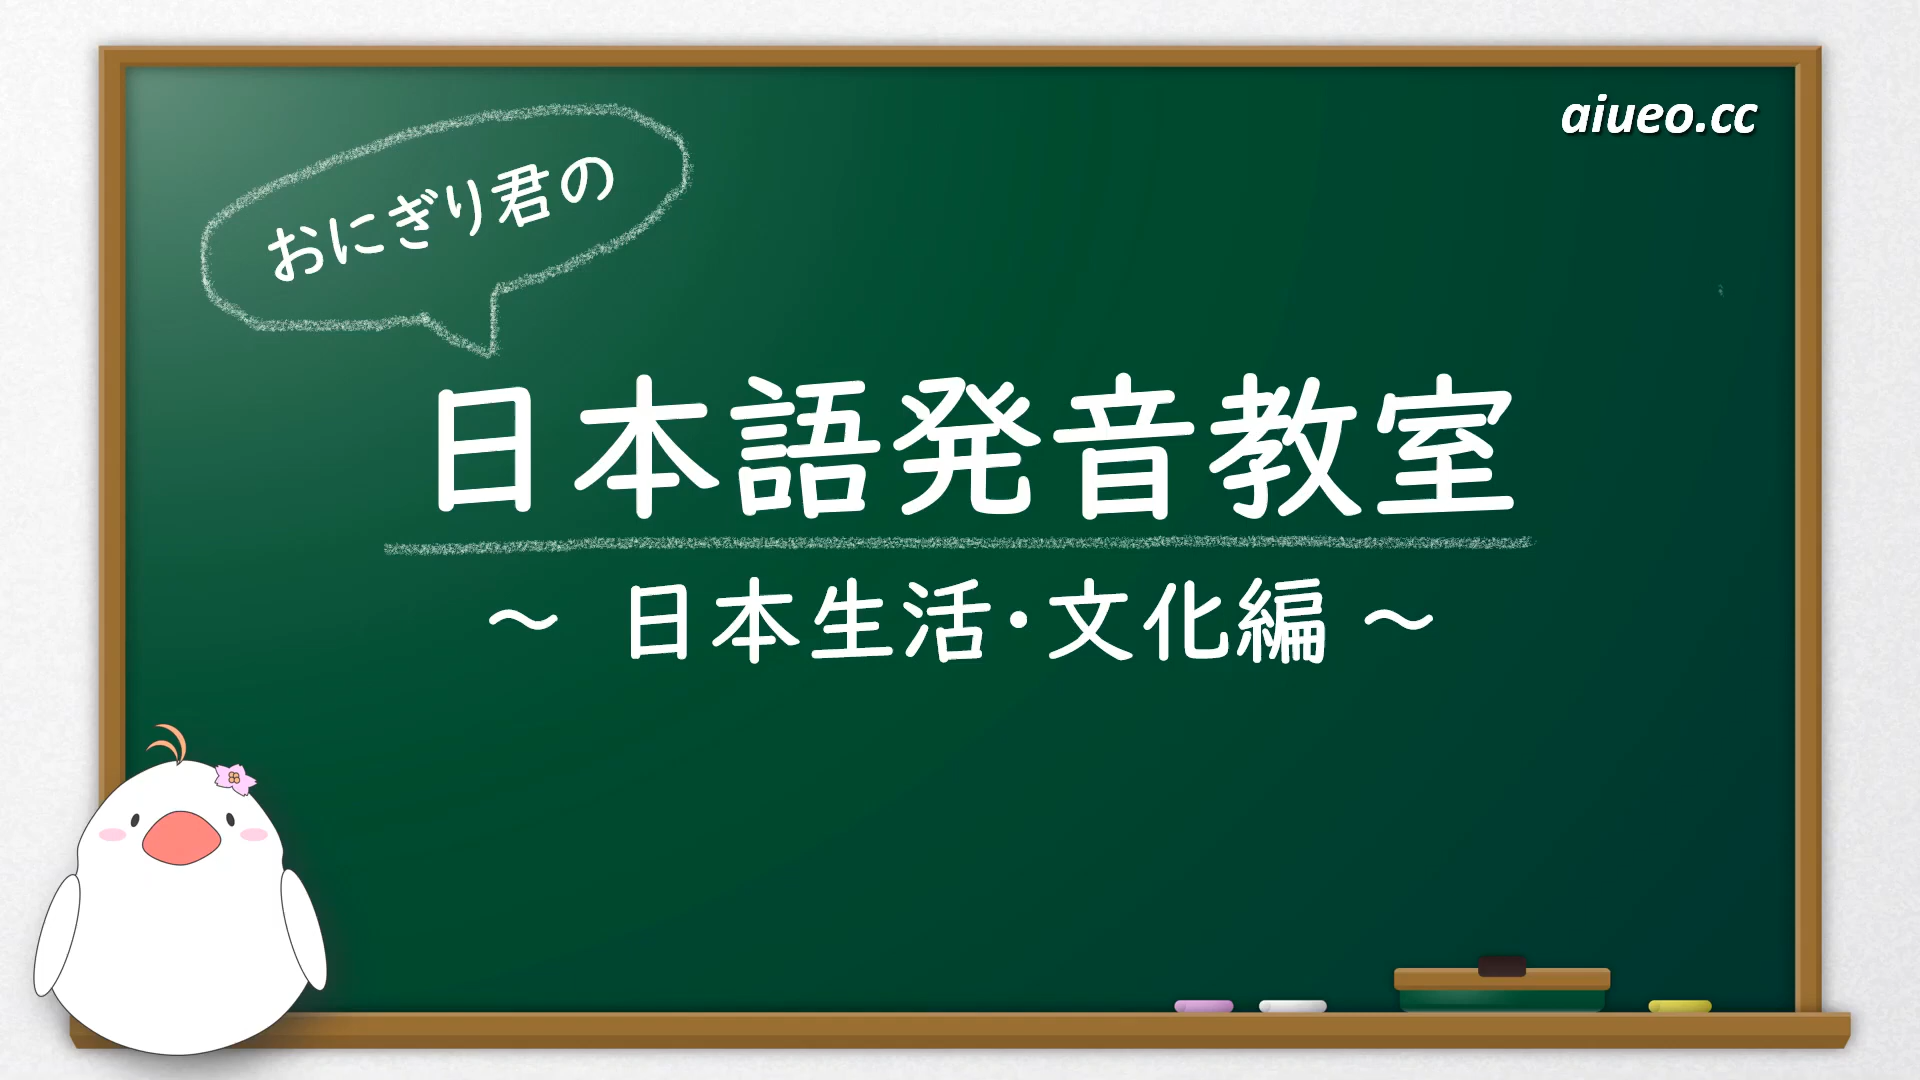 aiueo.cc
おにぎり君の
日本語発音教室
～ 日本生活・文化編 ～